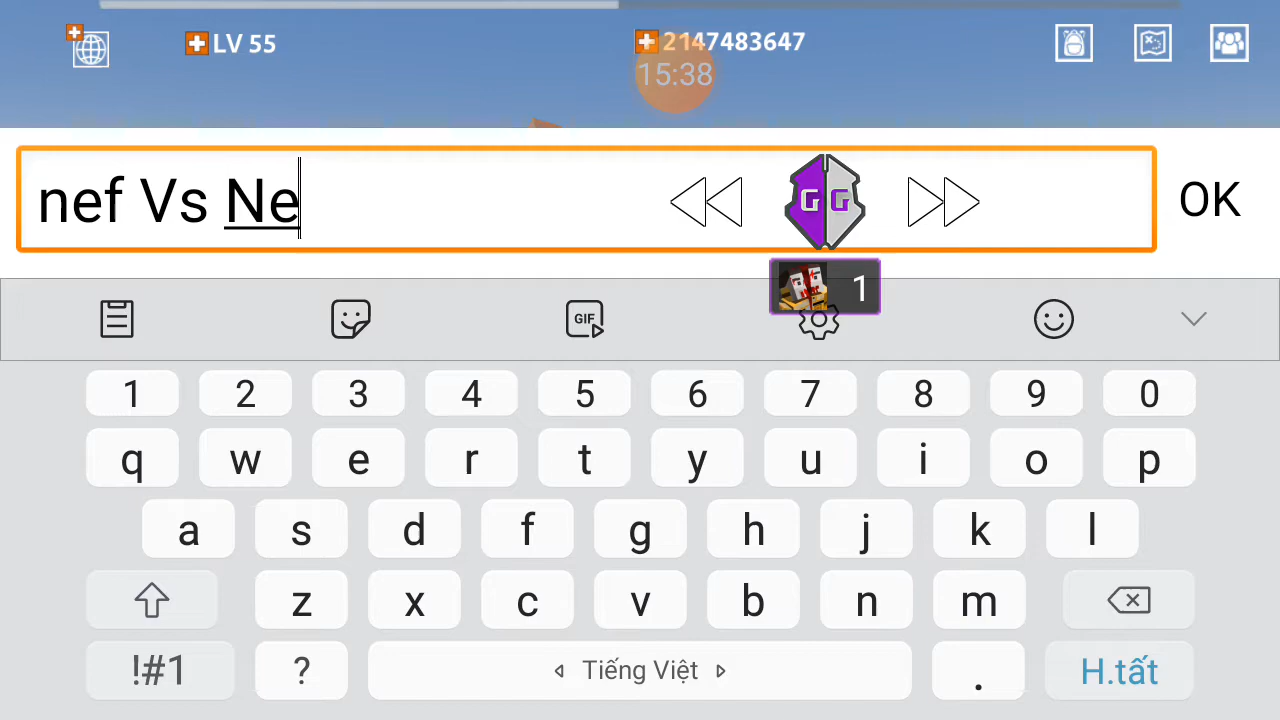 LV 55
2147483647
15:38
nef Vs Ne
OK
G G
1
GIF
1 2 3 4 5 6 7 8 9 0
q w e r t y u i o p
a s d f g h j k l
z x c v b n m
!#1 ? Tiếng Việt . H.tất